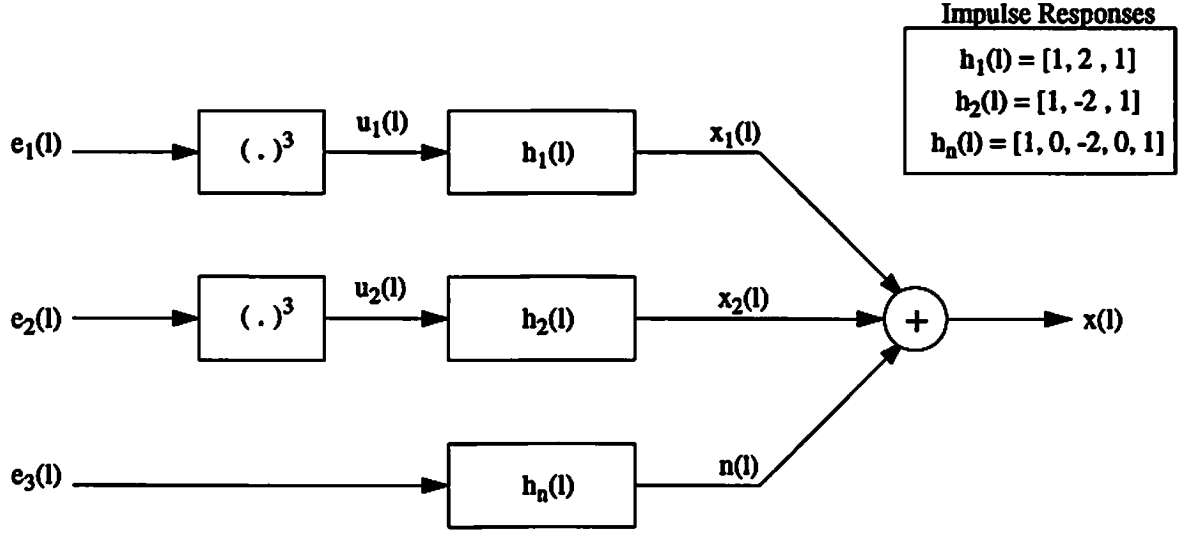 Impulse Responses
h₁(l) = [1, 2 , 1]
h₂(l) = [1, -2 , 1]
hₙ(l) = [1, 0, -2, 0, 1]
e₁(l)
( . )³
u₁(l)
h₁(l)
x₁(l)
e₂(l)
( . )³
u₂(l)
h₂(l)
x₂(l)
+
x(l)
e₃(l)
hₙ(l)
n(l)